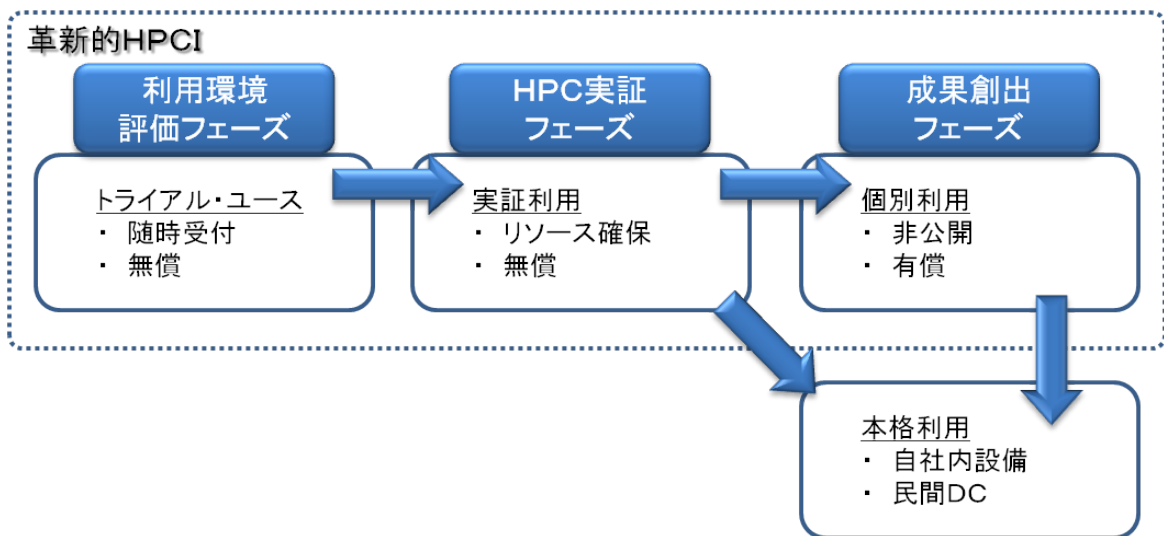 革新的HPCI
利用環境
評価フェーズ
HPC実証
フェーズ
成果創出
フェーズ
トライアル・ユース
・ 随時受付
・ 無償
実証利用
・ リソース確保
・ 無償
個別利用
・ 非公開
・ 有償
本格利用
・ 自社内設備
・ 民間DC